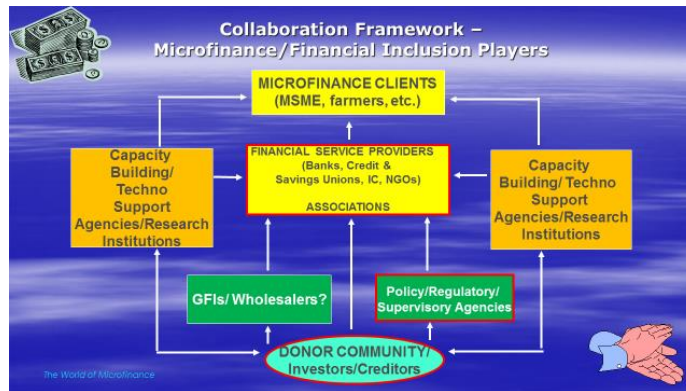 Collaboration Framework –
Microfinance/Financial Inclusion Players
MICROFINANCE CLIENTS
(MSME, farmers, etc.)
Capacity
Building/
Techno
Support
Agencies/Research
Institutions
FINANCIAL SERVICE PROVIDERS
(Banks, Credit &
Savings Unions, IC, NGOs)
ASSOCIATIONS
Capacity
Building/ Techno
Support
Agencies/Research
Institutions
GFIs/ Wholesalers?
Policy/Regulatory/
Supervisory Agencies
DONOR COMMUNITY/
Investors/Creditors
The World of Microfinance